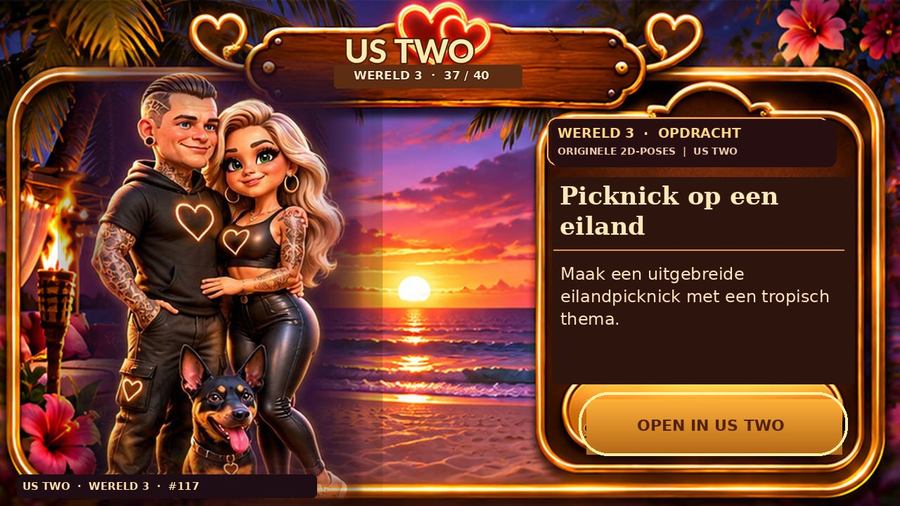 US TWO
WERELD 3 · 37 / 40
WERELD 3 · OPDRACHT
ORIGINELE 2D-POSES | US TWO
Picknick op een
eiland
Maak een uitgebreide
eilandpicknick met een tropisch
thema.
OPEN IN US TWO
US TWO · WERELD 3 · #117